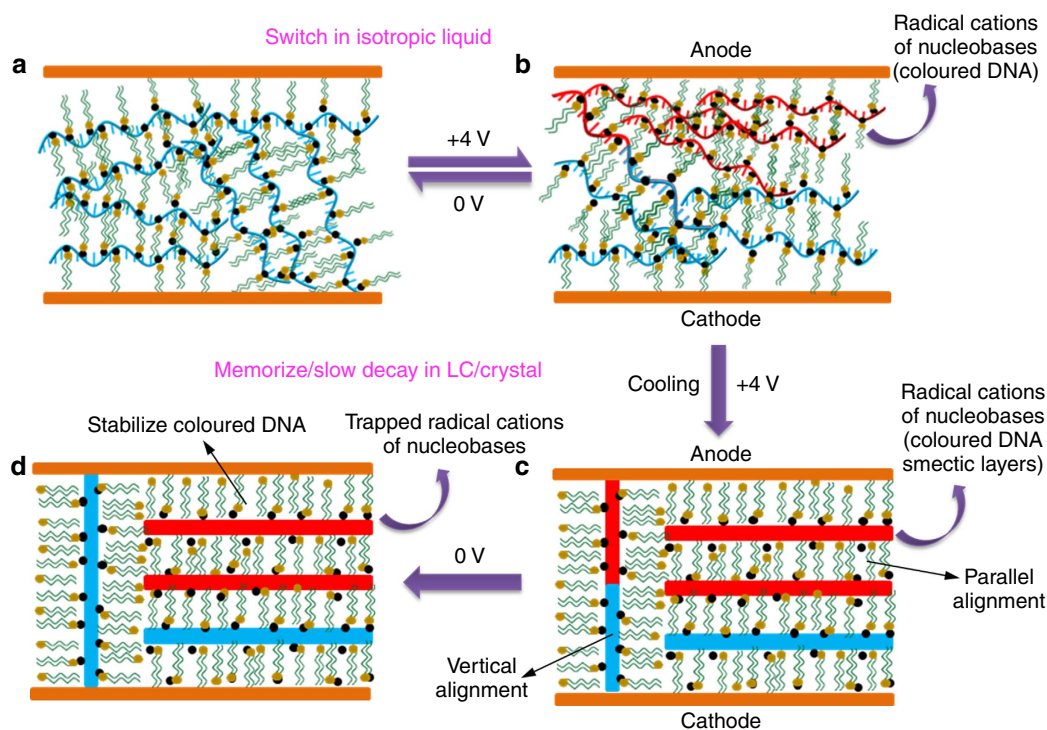 Switch in isotropic liquid
a
b
Anode
Radical cations
of nucleobases
(coloured DNA)
+4 V
0 V
Cathode
Memorize/slow decay in LC/crystal
Cooling
+4 V
Stabilize coloured DNA
Trapped radical cations
of nucleobases
Radical cations
of nucleobases
(coloured DNA
smectic layers)
d
c
Anode
0 V
Parallel
alignment
Vertical
alignment
Cathode